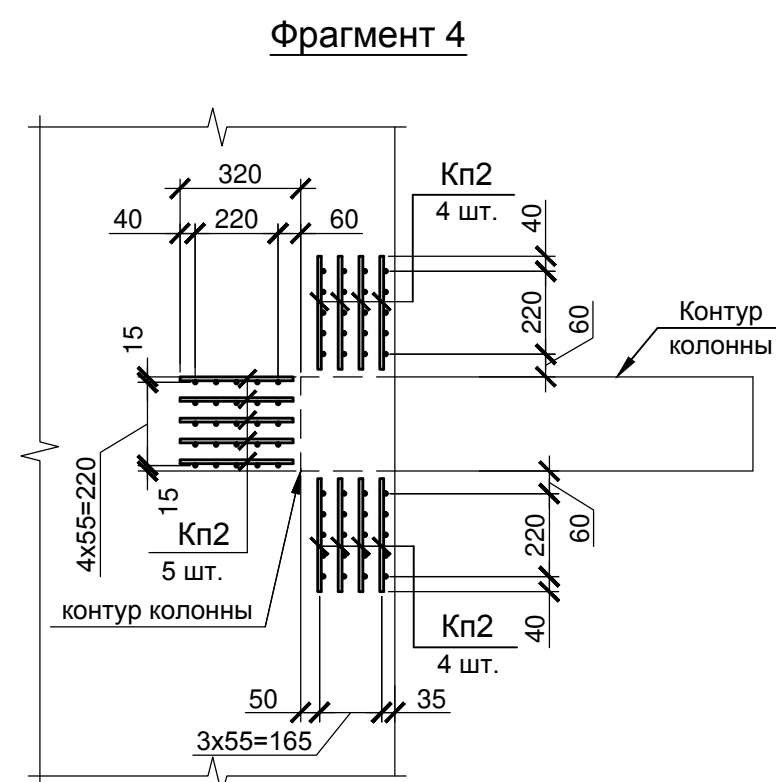 Фрагмент 4
320
40
220
60
Кп2
4 шт.
40
220
60
Контур
колонны
15
4x55=220
15
Кп2
5 шт.
контур колонны
60
220
40
Кп2
4 шт.
50
35
3x55=165